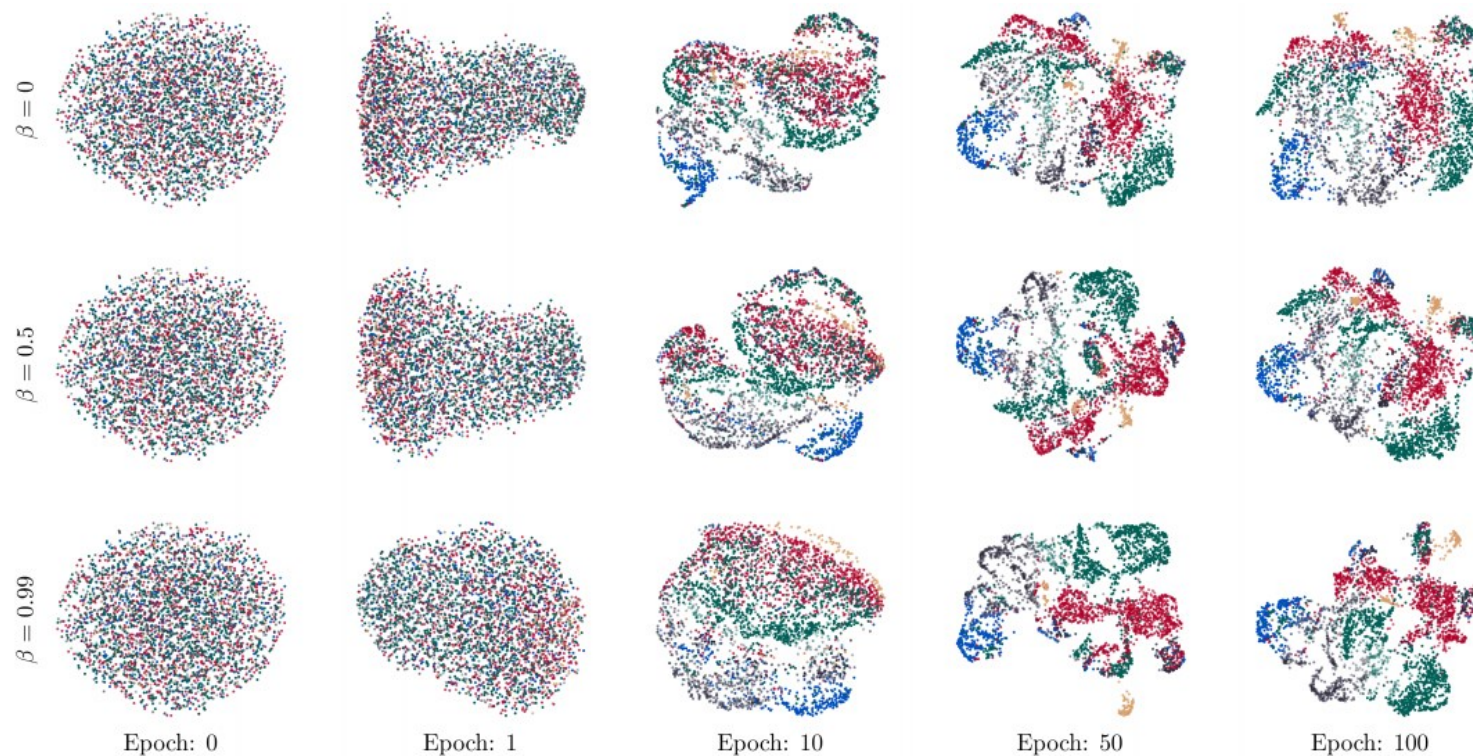 β = 0
β = 0.5
β = 0.99
Epoch: 0
Epoch: 1
Epoch: 10
Epoch: 50
Epoch: 100